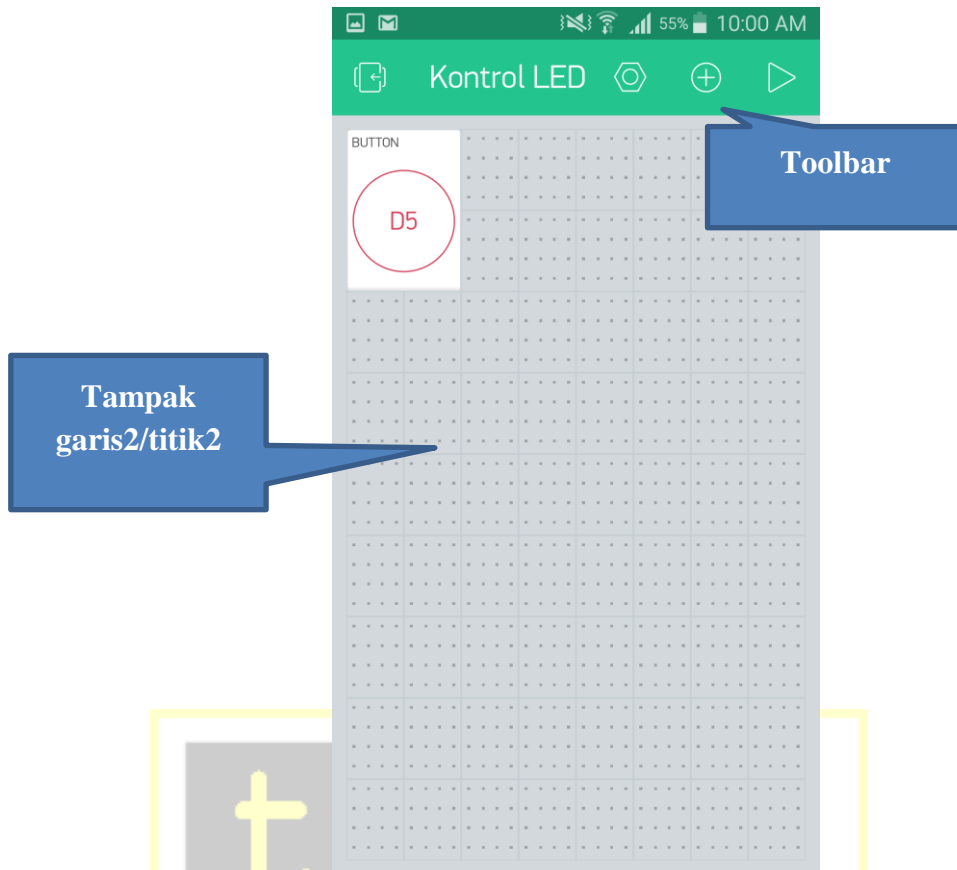 55% 10:00 AM
Kontrol LED
BUTTON
D5
Toolbar
Tampak
garis2/titik2
t